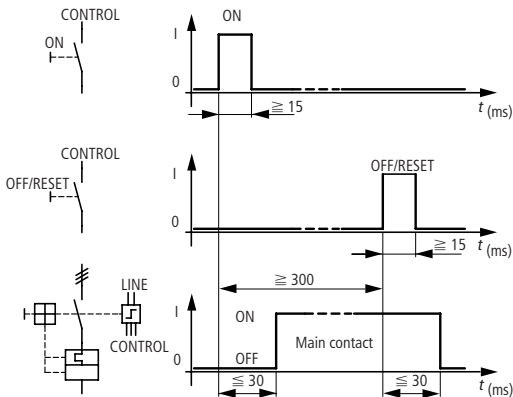 CONTROL
ON
I
ON
0
≧ 15
t (ms)
CONTROL
OFF/RESET
I
OFF/RESET
0
≧ 15
t (ms)
≧ 300
LINE
CONTROL
I
ON
Main contact
0
OFF
≦ 30
≦ 30
t (ms)